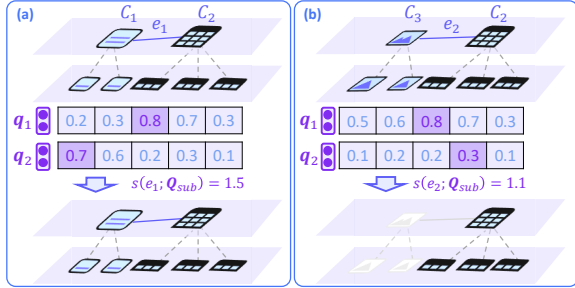 (a) C₁ e₁ C₂
q₁ 0.2 0.3 0.8 0.7 0.3
q₂ 0.7 0.6 0.2 0.3 0.1
s(e₁; Q_sub) = 1.5
(b) C₃ e₂ C₂
q₁ 0.5 0.6 0.8 0.7 0.3
q₂ 0.1 0.2 0.2 0.3 0.1
s(e₂; Q_sub) = 1.1